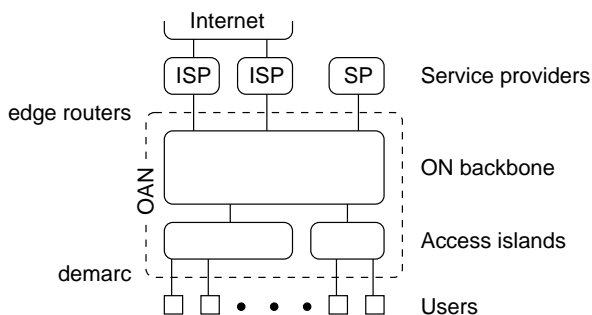 Internet
ISP ISP SP Service providers
edge routers
OAN
ON backbone
Access islands
demarc
Users